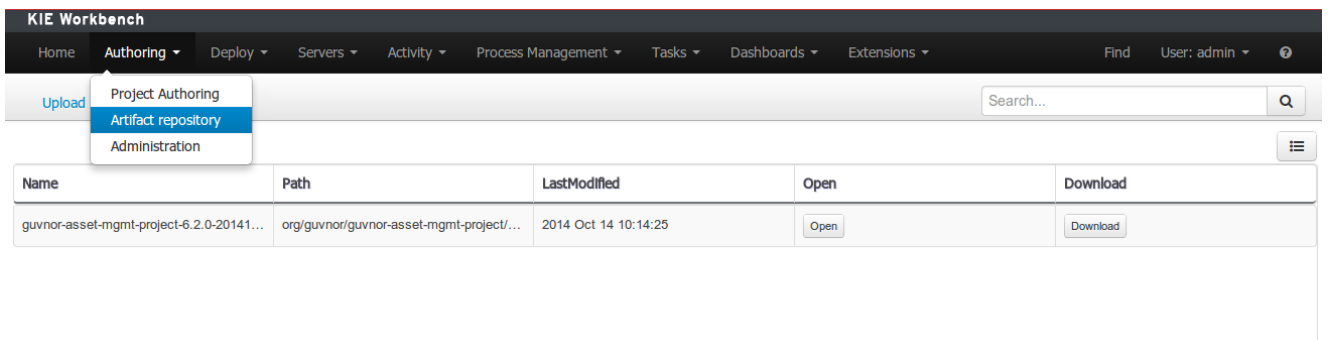 KIE Workbench
Home Authoring Deploy Servers Activity Process Management Tasks Dashboards Extensions Find User: admin
Upload Search...
Project Authoring
Artifact repository
Administration
Name Path LastModified Open Download
guvnor-asset-mgmt-project-6.2.0-20141... org/guvnor/guvnor-asset-mgmt-project/... 2014 Oct 14 10:14:25 Open Download